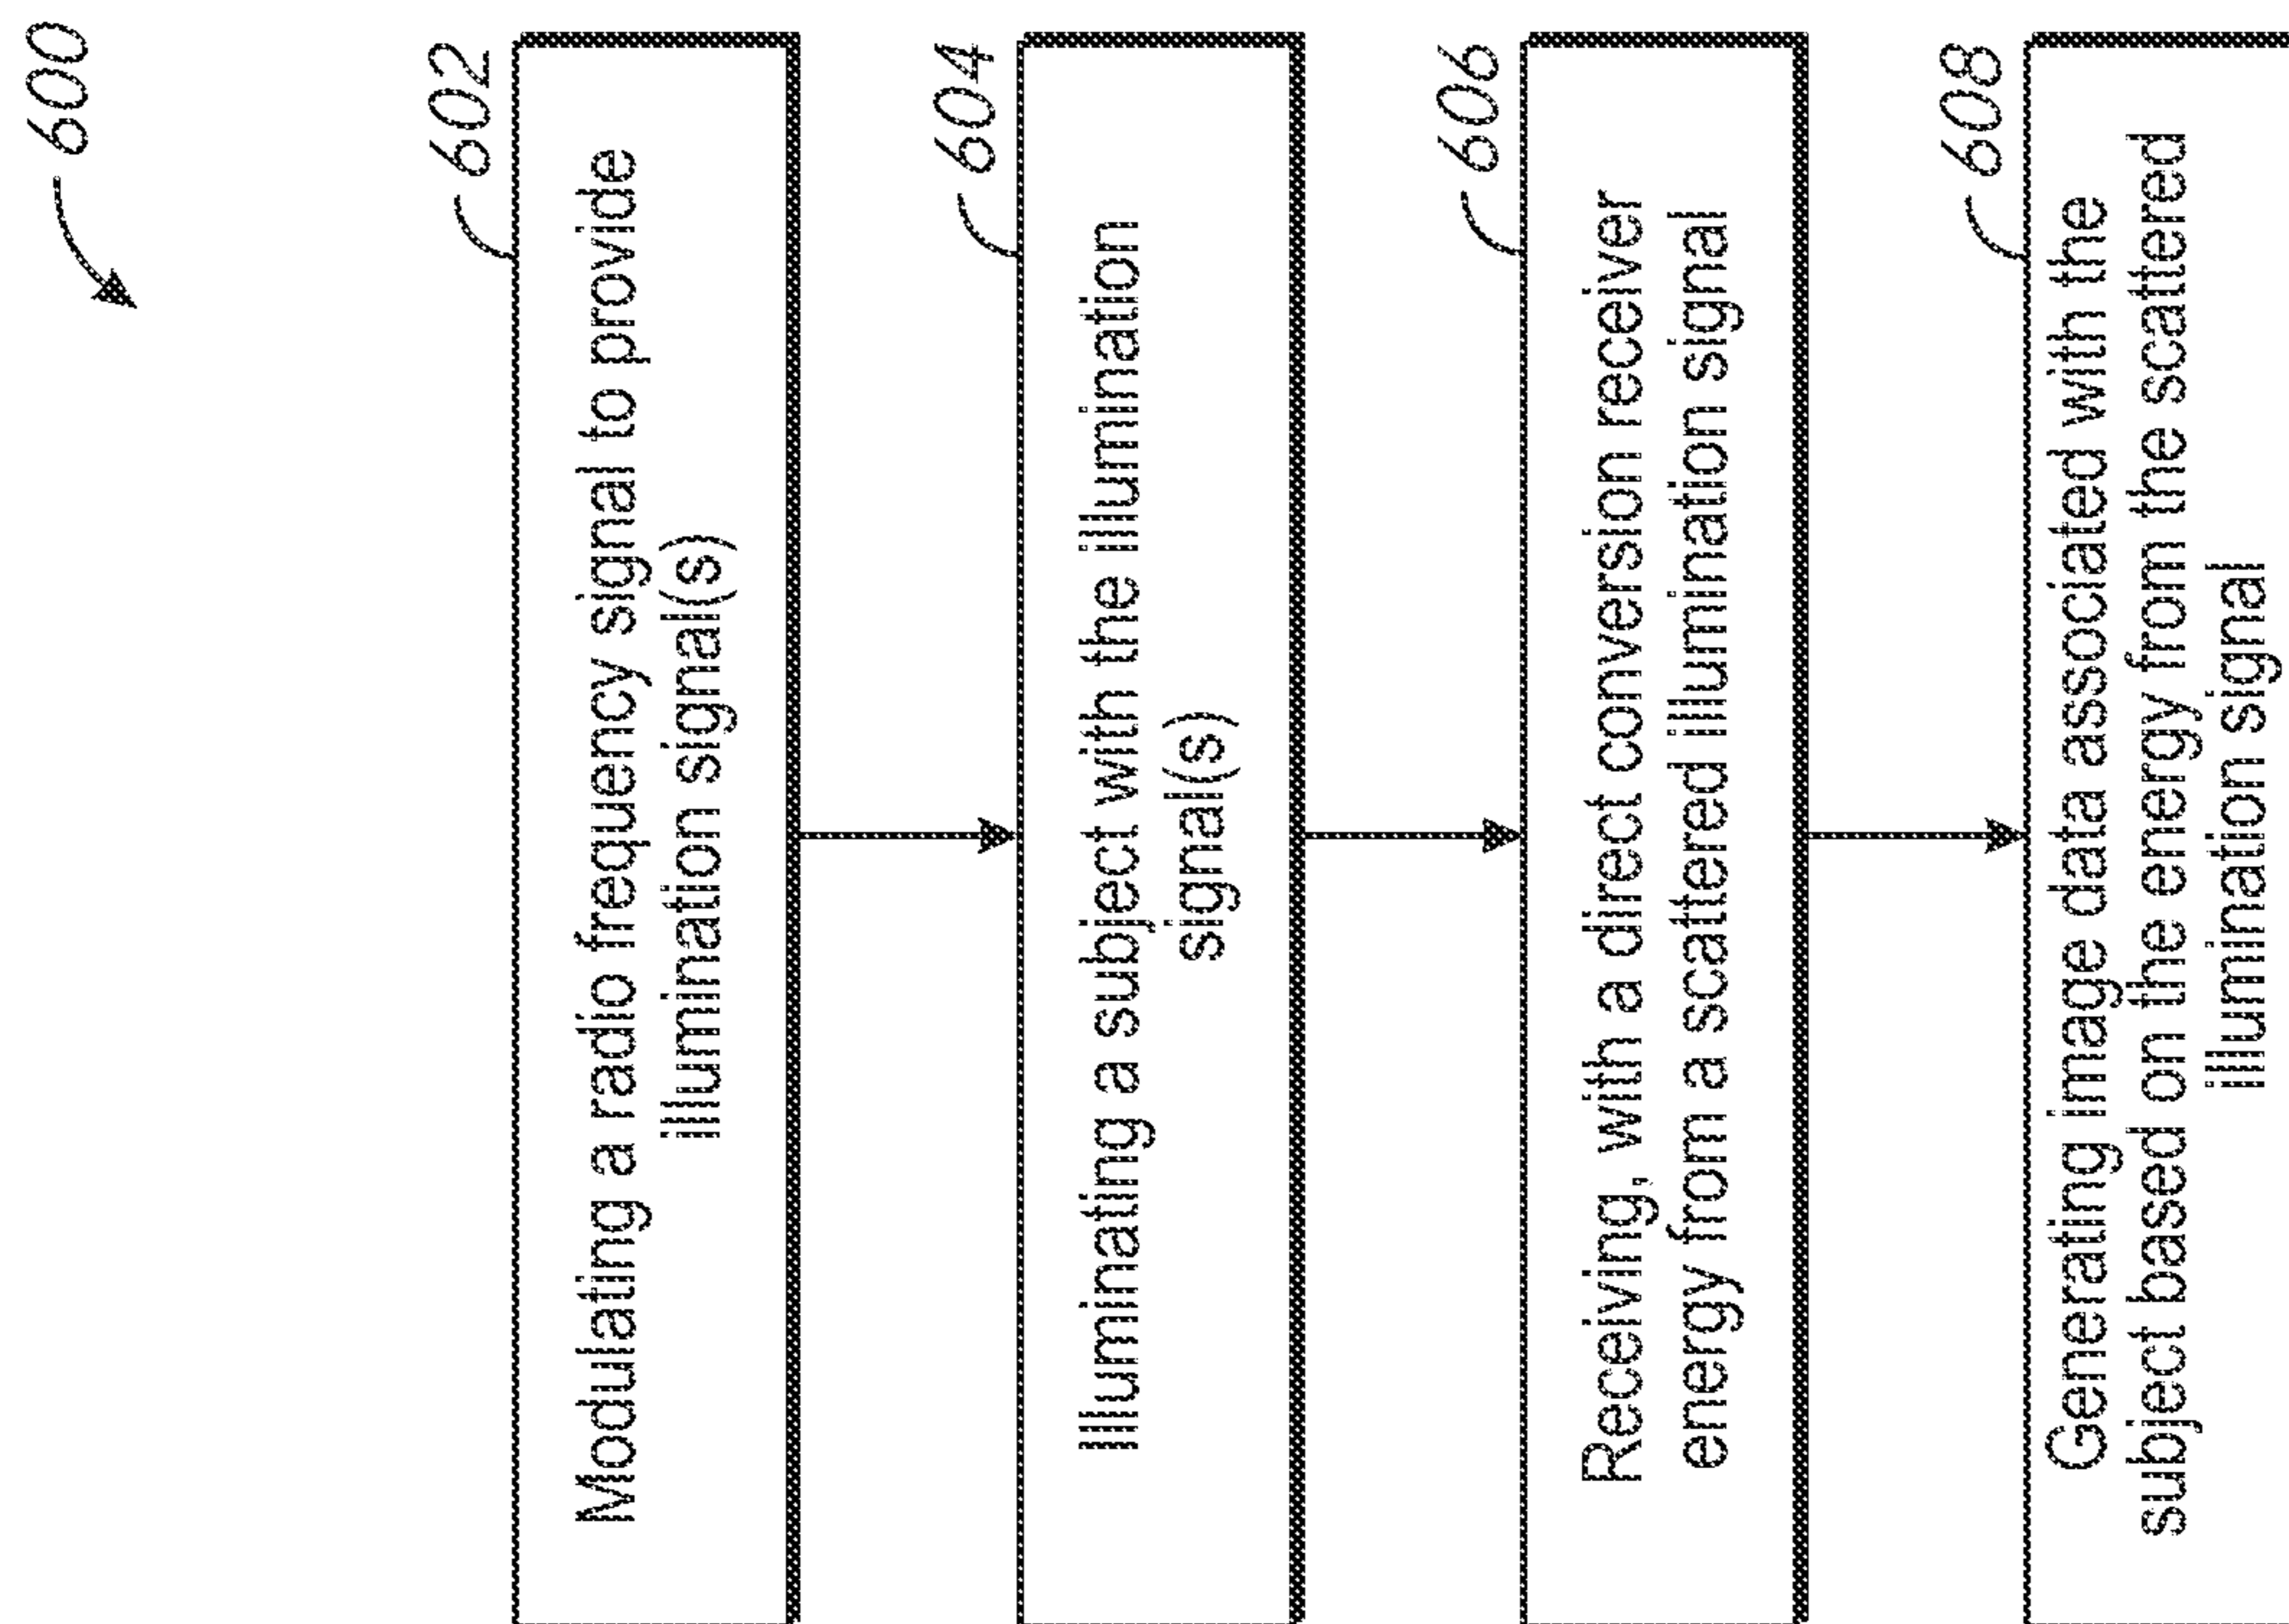 600
602
Modulating a radio frequency signal to provide
illumination signal(s)
604
Illuminating a subject with the illumination
signal(s)
606
Receiving, with a direct conversion receiver
energy from a scattered illumination signal
608
Generating image data associated with the
subject based on the energy from the scattered
illumination signal